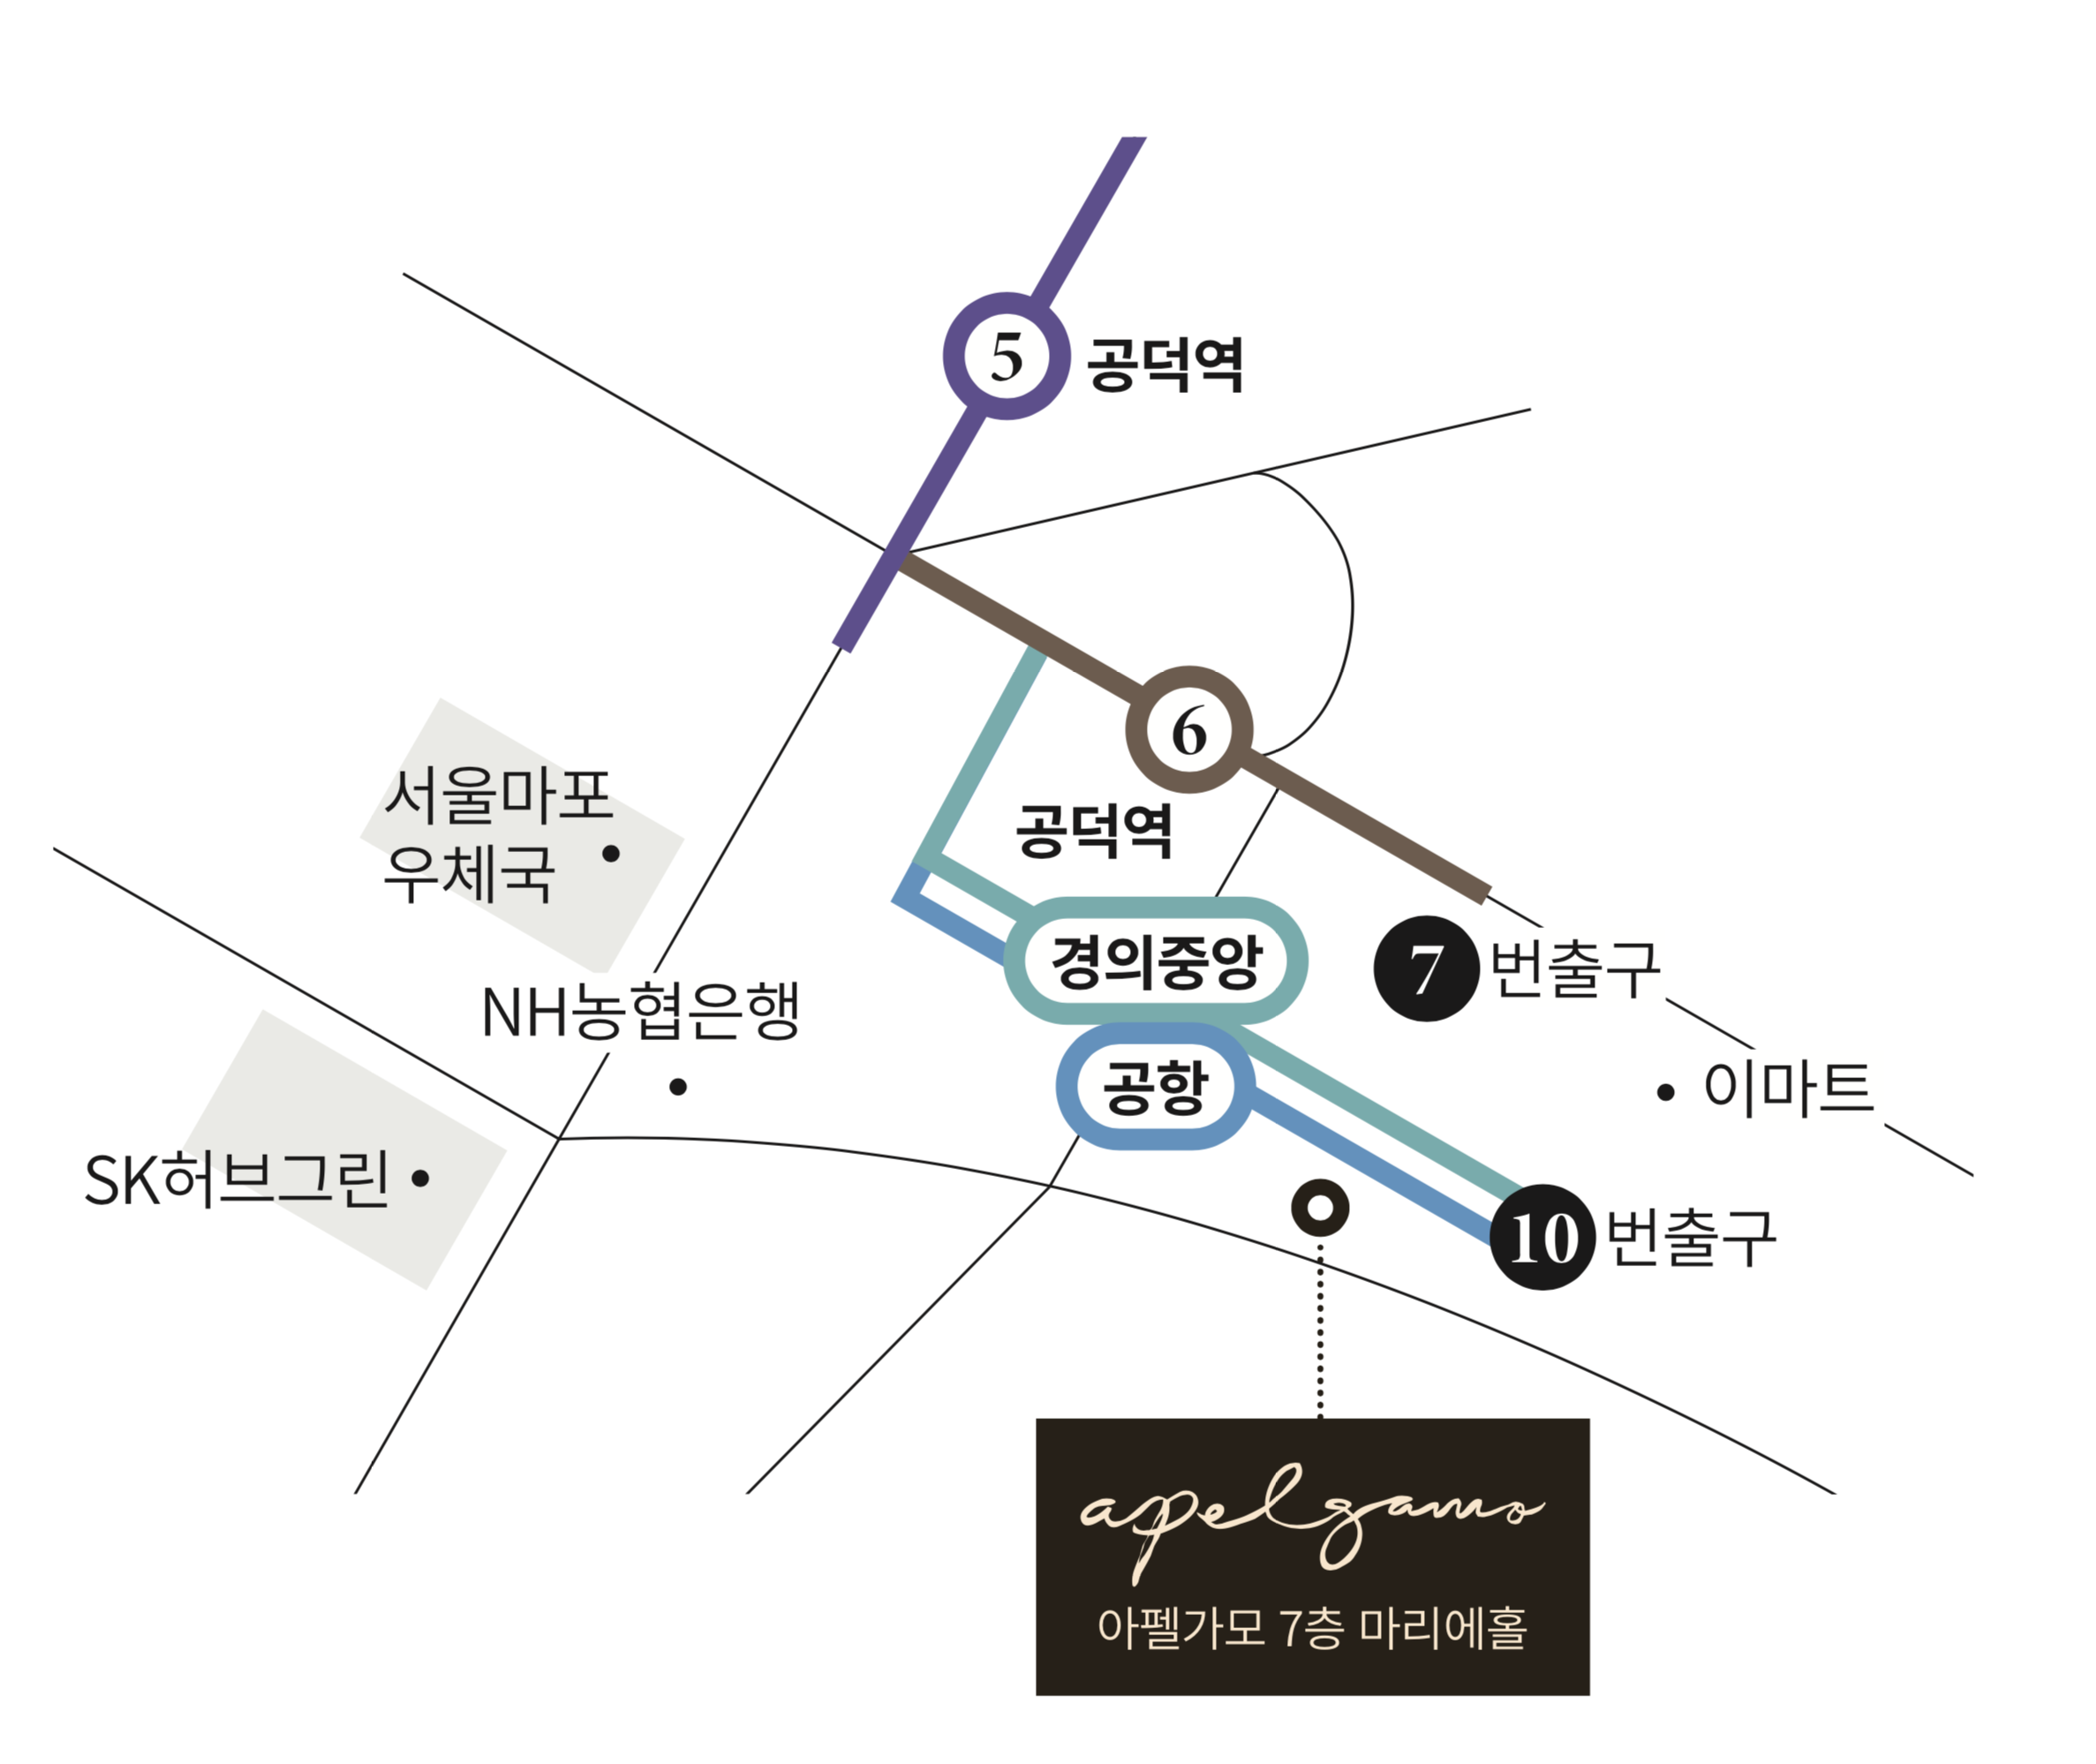 5 공덕역
6
공덕역
서울마포
우체국
경의중앙
7 번출구
NH농협은행
공항
이마트
SK허브그린
10 번출구
apelgamo
아펠가모 7층 마리에홀